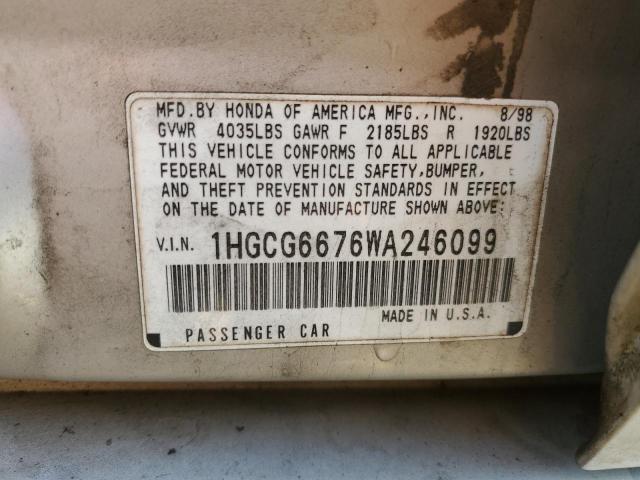 MFD. BY HONDA OF AMERICA MFG., INC. 8/98
GVWR 4035LBS GAWR F 2185LBS R 1920LBS
THIS VEHICLE CONFORMS TO ALL APPLICABLE
FEDERAL MOTOR VEHICLE SAFETY, BUMPER,
AND THEFT PREVENTION STANDARDS IN EFFECT
ON THE DATE OF MANUFACTURE SHOWN ABOVE:
V.I.N. 1HGCG6676WA246099
MADE IN U.S.A.
PASSENGER CAR